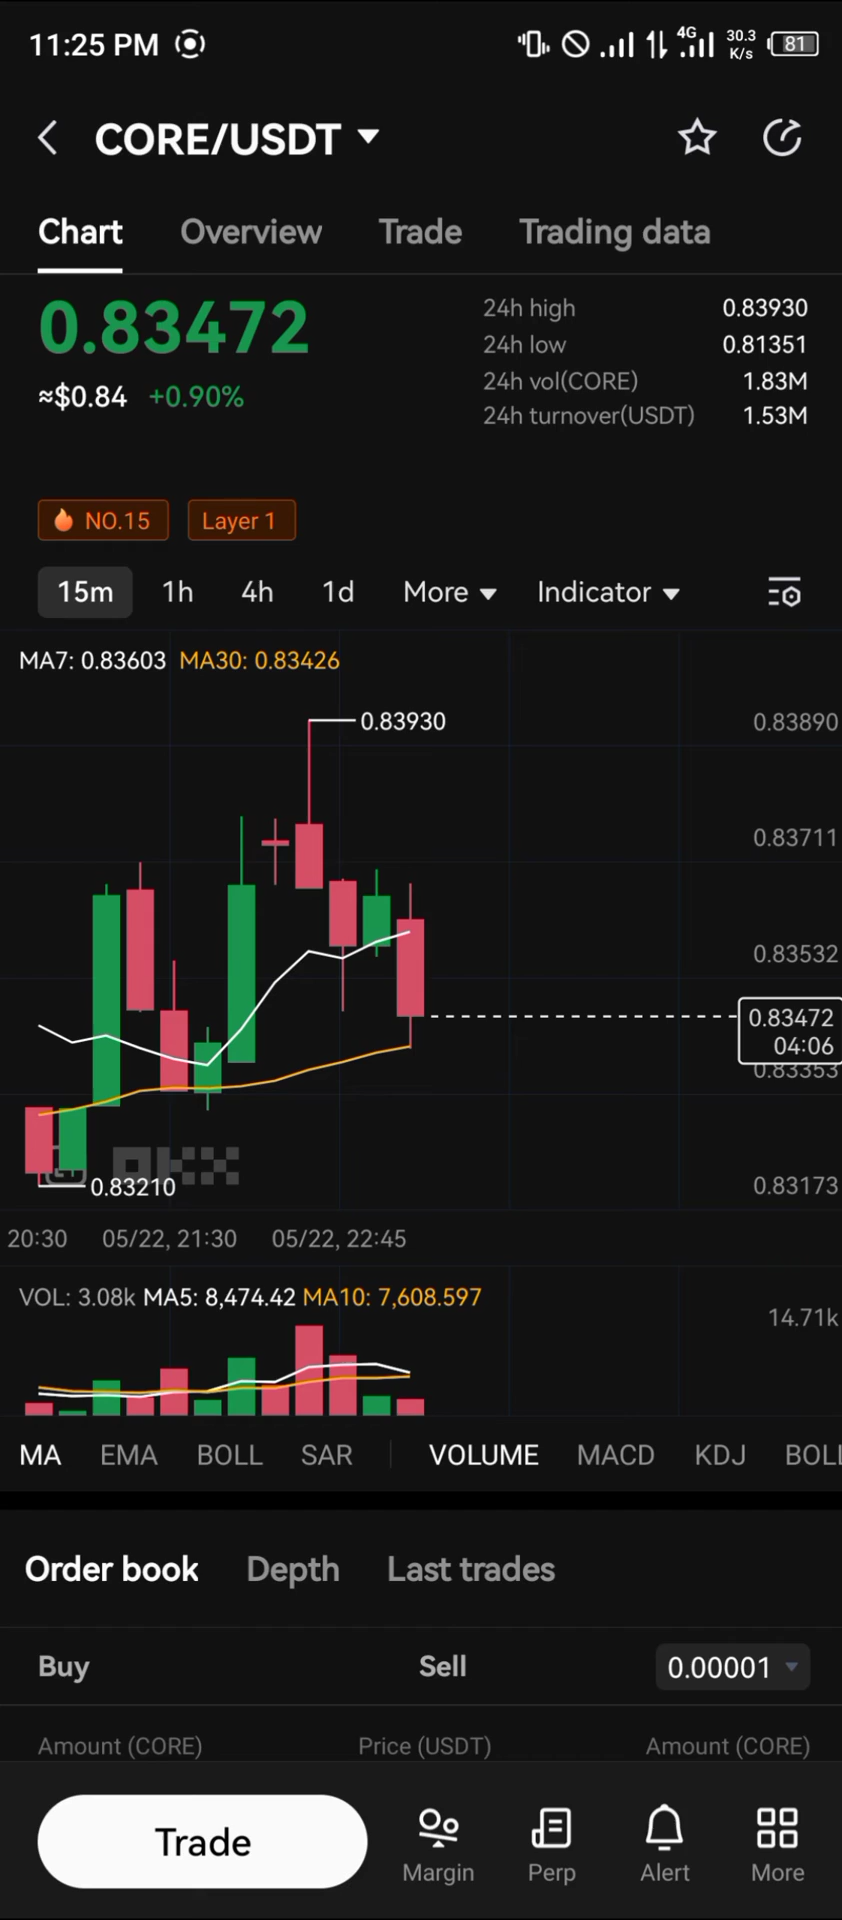 11:25 PM 4G 30.3 K/s 81
CORE/USDT
Chart Overview Trade Trading data
0.83472
≈$0.84 +0.90%
24h high 0.83930
24h low 0.81351
24h vol(CORE) 1.83M
24h turnover(USDT) 1.53M
NO.15 Layer 1
15m 1h 4h 1d More Indicator
MA7: 0.83603 MA30: 0.83426
0.83930 0.83890
0.83711
0.83532
0.83472
04:06
0.83353
OKX
0.83210 0.83173
20:30 05/22, 21:30 05/22, 22:45
VOL: 3.08k MA5: 8,474.42 MA10: 7,608.597
14.71k
MA EMA BOLL SAR VOLUME MACD KDJ BOLL
Order book Depth Last trades
Buy Sell 0.00001
Amount (CORE) Price (USDT) Amount (CORE)
Trade Margin Perp Alert More